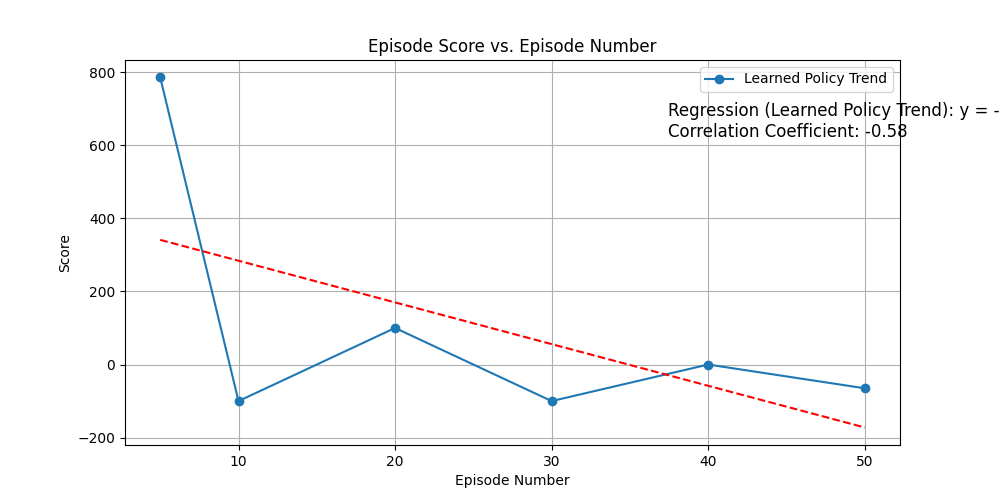 Episode Score vs. Episode Number
Learned Policy Trend
Regression (Learned Policy Trend): y = -
Correlation Coefficient: -0.58
Score
800
600
400
200
0
−200
10 20 30 40 50
Episode Number